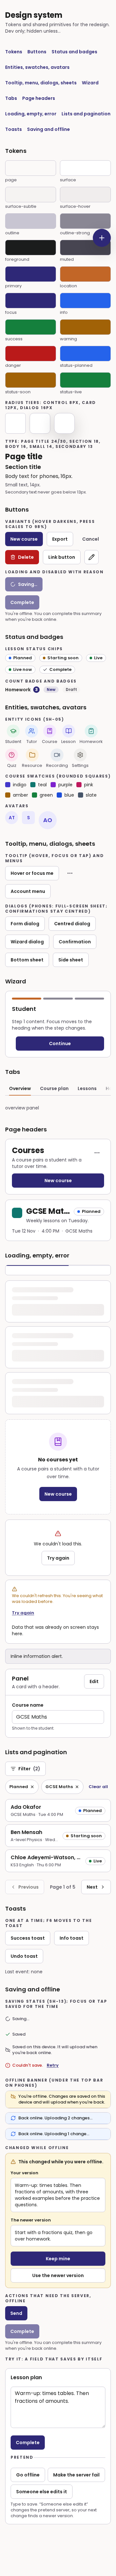 Design system
Tokens and shared primitives for the redesign.
Dev only; hidden unless…
Tokens Buttons Status and badges
Entities, swatches, avatars
Tooltip, menu, dialogs, sheets Wizard
Tabs Page headers
Loading, empty, error Lists and pagination
Toasts Saving and offline
Tokens
page surface
surface-subtle surface-hover
outline outline-strong
foreground muted
primary location
focus info
success warning
danger status-planned
status-soon status-live
RADIUS TIERS: CONTROL 8PX, CARD
12PX, DIALOG 16PX
TYPE: PAGE TITLE 24/30, SECTION 18,
BODY 16, SMALL 14, SECONDARY 13
Page title
Section title
Body text for phones, 16px.
Small text, 14px
Secondary text never goes below 13px
Buttons
VARIANTS (HOVER DARKENS, PRESS
SCALES TO 98%)
New course Export Cancel
Delete Link button
LOADING AND DISABLED WITH REASON
Saving…
Complete
You're offline. You can complete this summary
when you're back online.
Status and badges
LESSON STATUS CHIPS
Planned Starting soon Live
Live now Complete
COUNT BADGE AND BADGES
Homework 3 New Draft
Entities, swatches, avatars
ENTITY ICONS (EH-05)
Student Tutor Course Lesson Homework
Quiz Resource Recording Settings
COURSE SWATCHES (ROUNDED SQUARES)
indigo teal purple pink
amber green blue slate
AVATARS
AT S AO
Tooltip, menu, dialogs, sheets
TOOLTIP (HOVER, FOCUS OR TAP) AND
MENUS
Hover or focus me
Account menu
DIALOGS (PHONES: FULL-SCREEN SHEET;
CONFIRMATIONS STAY CENTRED)
Form dialog Centred dialog
Wizard dialog Confirmation
Bottom sheet Side sheet
Wizard
Student
Step 1 content. Focus moves to the
heading when the step changes.
Continue
Tabs
Overview Course plan Lessons
overview panel
Page headers
Courses
A course pairs a student with a
tutor over time.
New course
GCSE Mat… Planned
Weekly lessons on Tuesday
Tue 12 Nov · 4:00 PM · GCSE Maths
Loading, empty, error
No courses yet
A course pairs a student with a tutor
over time.
New course
We couldn't load this.
Try again
We couldn't refresh this. You're seeing what
was loaded before.
Try again
Data that was already on screen stays
here.
Inline information alert.
Panel
A card with a header.
Edit
Course name
GCSE Maths
Shown to the student.
Lists and pagination
Filter (2)
Planned × GCSE Maths × Clear all
Ada Okafor
GCSE Maths · Tue 4:00 PM
Planned
Ben Mensah
A-level Physics · Wed…
Starting soon
Chloe Adeyemi-Watson, …
KS3 English · Thu 6:00 PM
Live
Previous Page 1 of 5 Next
Toasts
ONE AT A TIME; F8 MOVES TO THE
TOAST
Success toast Info toast
Undo toast
Last event: none
Saving and offline
SAVING STATES (EH-13); FOCUS OR TAP
SAVED FOR THE TIME
Saving…
Saved
Saved on this device. It will upload when
you're back online.
Couldn't save. Retry
OFFLINE BANNER (UNDER THE TOP BAR
ON PHONES)
You're offline. Changes are saved on this
device and will upload when you're back.
Back online. Uploading 2 changes…
Back online. Uploading 1 change…
CHANGED WHILE OFFLINE
This changed while you were offline.
Your version
Warm-up: times tables. Then
fractions of amounts, with three
worked examples before the practice
questions.
The newer version
Start with a fractions quiz, then go
over homework.
Keep mine
Use the newer version
ACTIONS THAT NEED THE SERVER,
OFFLINE
Send
Complete
You're offline. You can complete this summary
when you're back online.
TRY IT: A FIELD THAT SAVES BY ITSELF
Lesson plan
Warm-up: times tables. Then
fractions of amounts.
Complete
PRETEND
Go offline Make the server fail
Someone else edits it
Type to save. "Someone else edits it"
changes the pretend server, so your next
save finds a newer version.